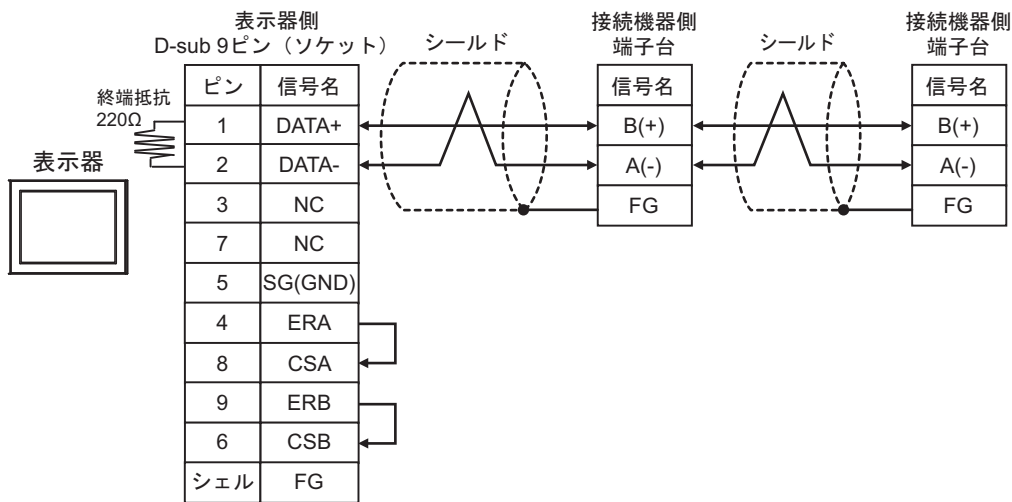 表示器側
D-sub 9ピン（ソケット）
シールド
接続機器側
端子台
シールド
接続機器側
端子台
終端抵抗
220Ω
表示器
ピン 信号名
1 DATA+
2 DATA-
3 NC
7 NC
5 SG(GND)
4 ERA
8 CSA
9 ERB
6 CSB
シェル FG
信号名
B(+)
A(-)
FG
信号名
B(+)
A(-)
FG